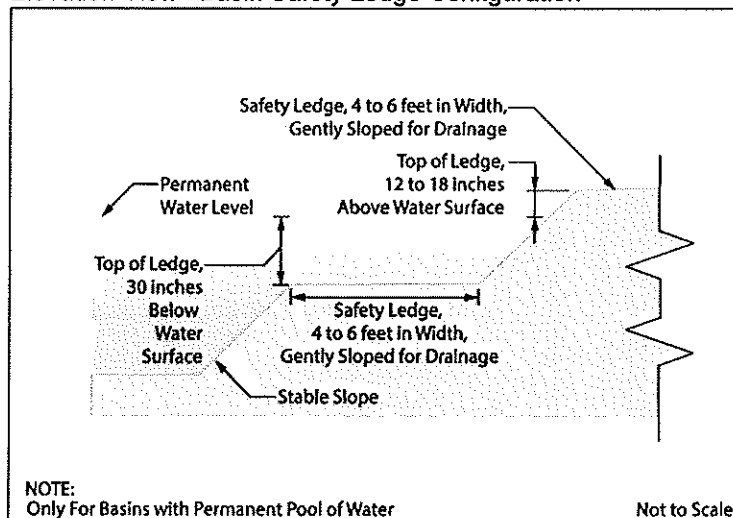 Safety Ledge, 4 to 6 feet in Width,
Gently Sloped for Drainage
Top of Ledge,
12 to 18 Inches
Above Water Surface
Permanent
Water Level
Top of Ledge,
30 inches
Below
Water
Surface
Safety Ledge,
4 to 6 feet in Width,
Gently Sloped for Drainage
Stable Slope
NOTE:
Only For Basins with Permanent Pool of Water
Not to Scale